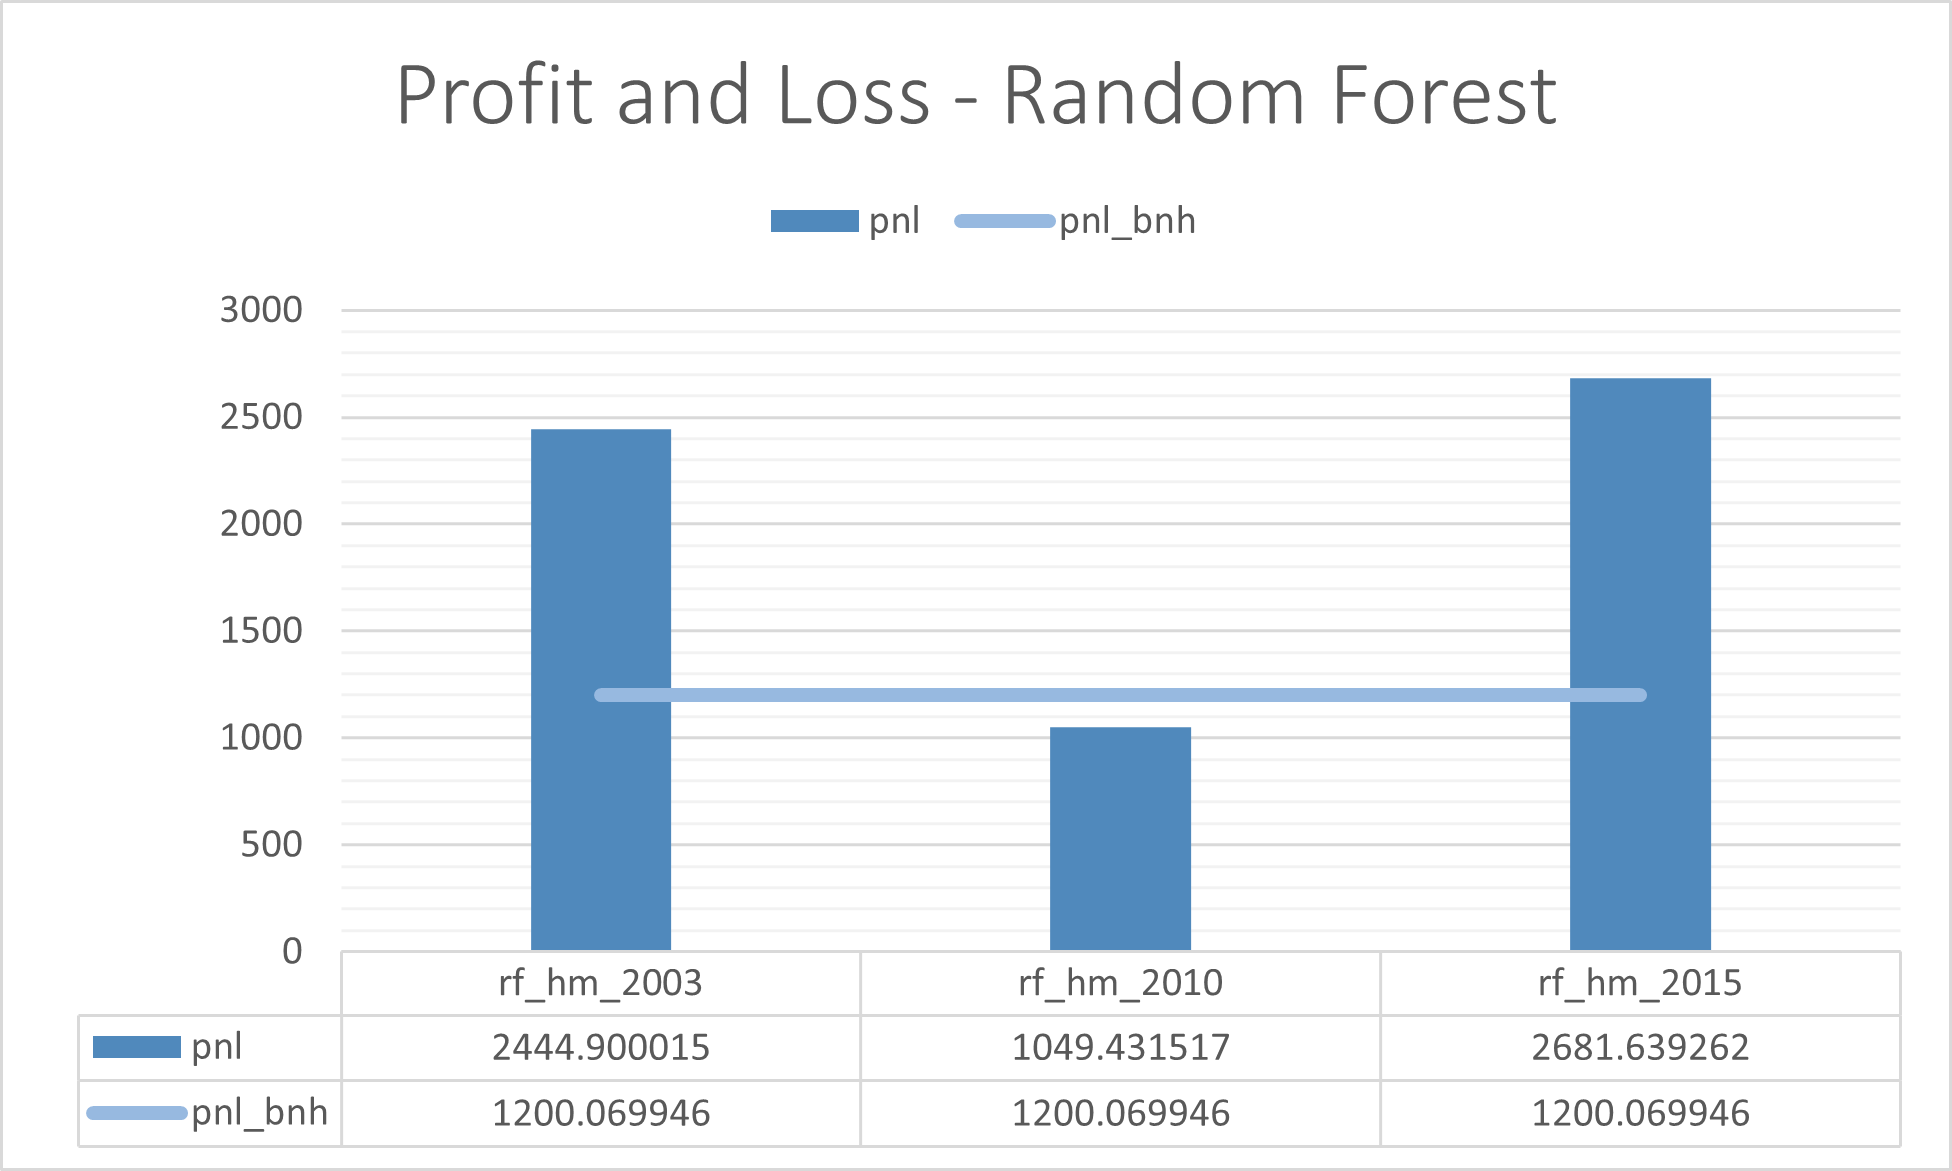 Profit and Loss - Random Forest
pnl pnl_bnh
3000
2500
2000
1500
1000
500
0
rf_hm_2003 rf_hm_2010 rf_hm_2015
pnl 2444.900015 1049.431517 2681.639262
pnl_bnh 1200.069946 1200.069946 1200.069946